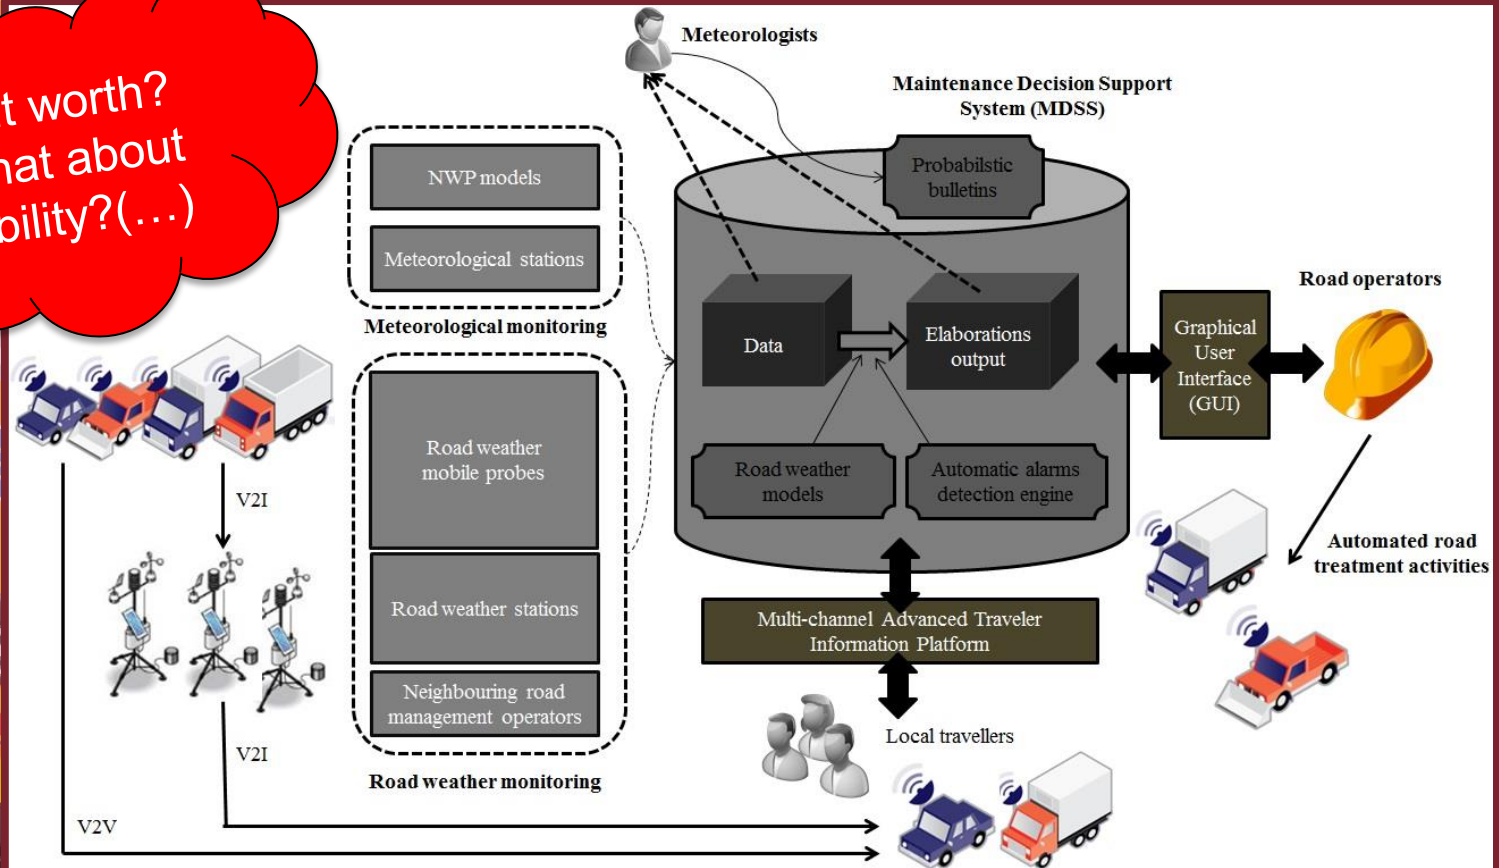 t worth?
hat about
bility?(...)
Meteorologists
Maintenance Decision Support
System (MDSS)
Probabilstic
bulletins
NWP models
Meteorological stations
Meteorological monitoring
Data
Elaborations
output
Road weather
models
Automatic alarms
detection engine
Graphical
User
Interface
(GUI)
Road operators
Road weather
mobile probes
Road weather stations
Neighbouring road
management operators
Road weather monitoring
V2I
V2I
V2V
Multi-channel Advanced Traveler
Information Platform
Local travellers
Automated road
treatment activities